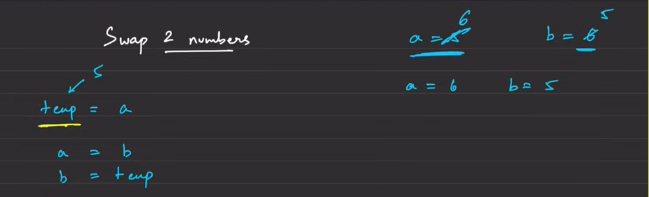 Swap 2 numbers
5
temp = a
a = b
b = temp
6
a = 5
5
b = 6
a = 6 b = 5